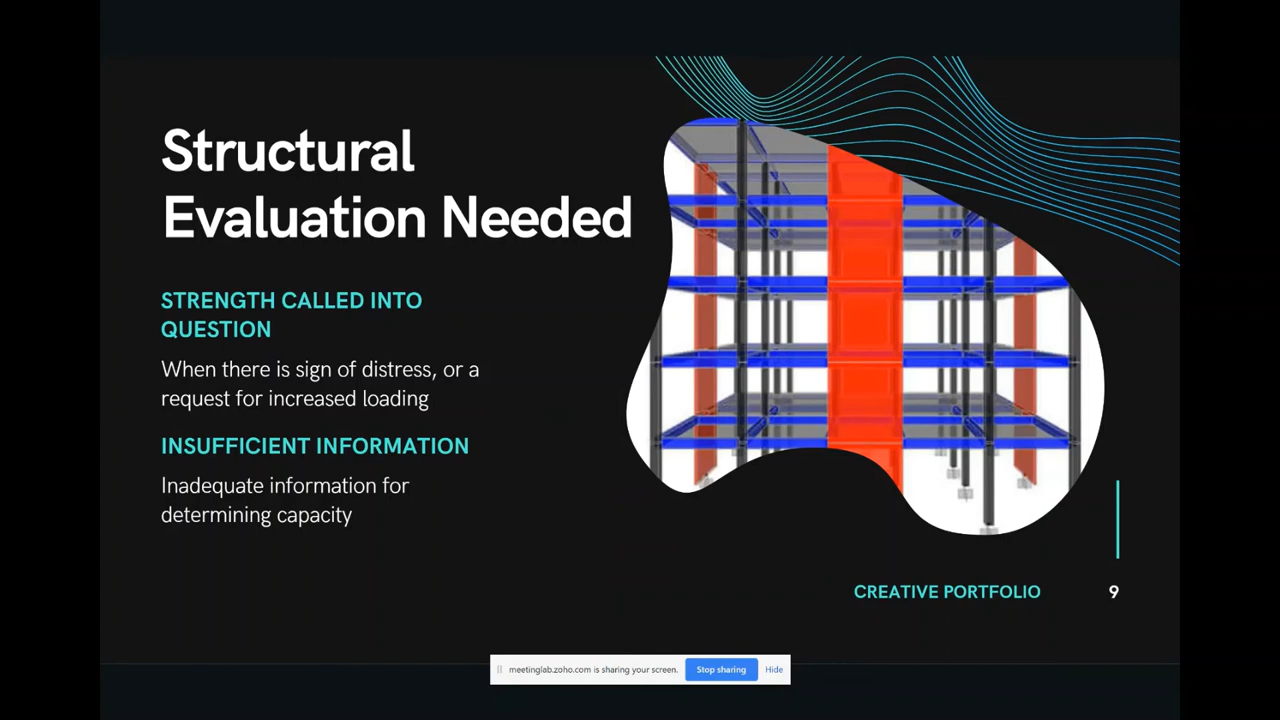 Structural
Evaluation Needed
STRENGTH CALLED INTO
QUESTION
When there is sign of distress, or a
request for increased loading
INSUFFICIENT INFORMATION
Inadequate information for
determining capacity
CREATIVE PORTFOLIO
9
meetinglab.zoho.com is sharing your screen.
Stop sharing
Hide